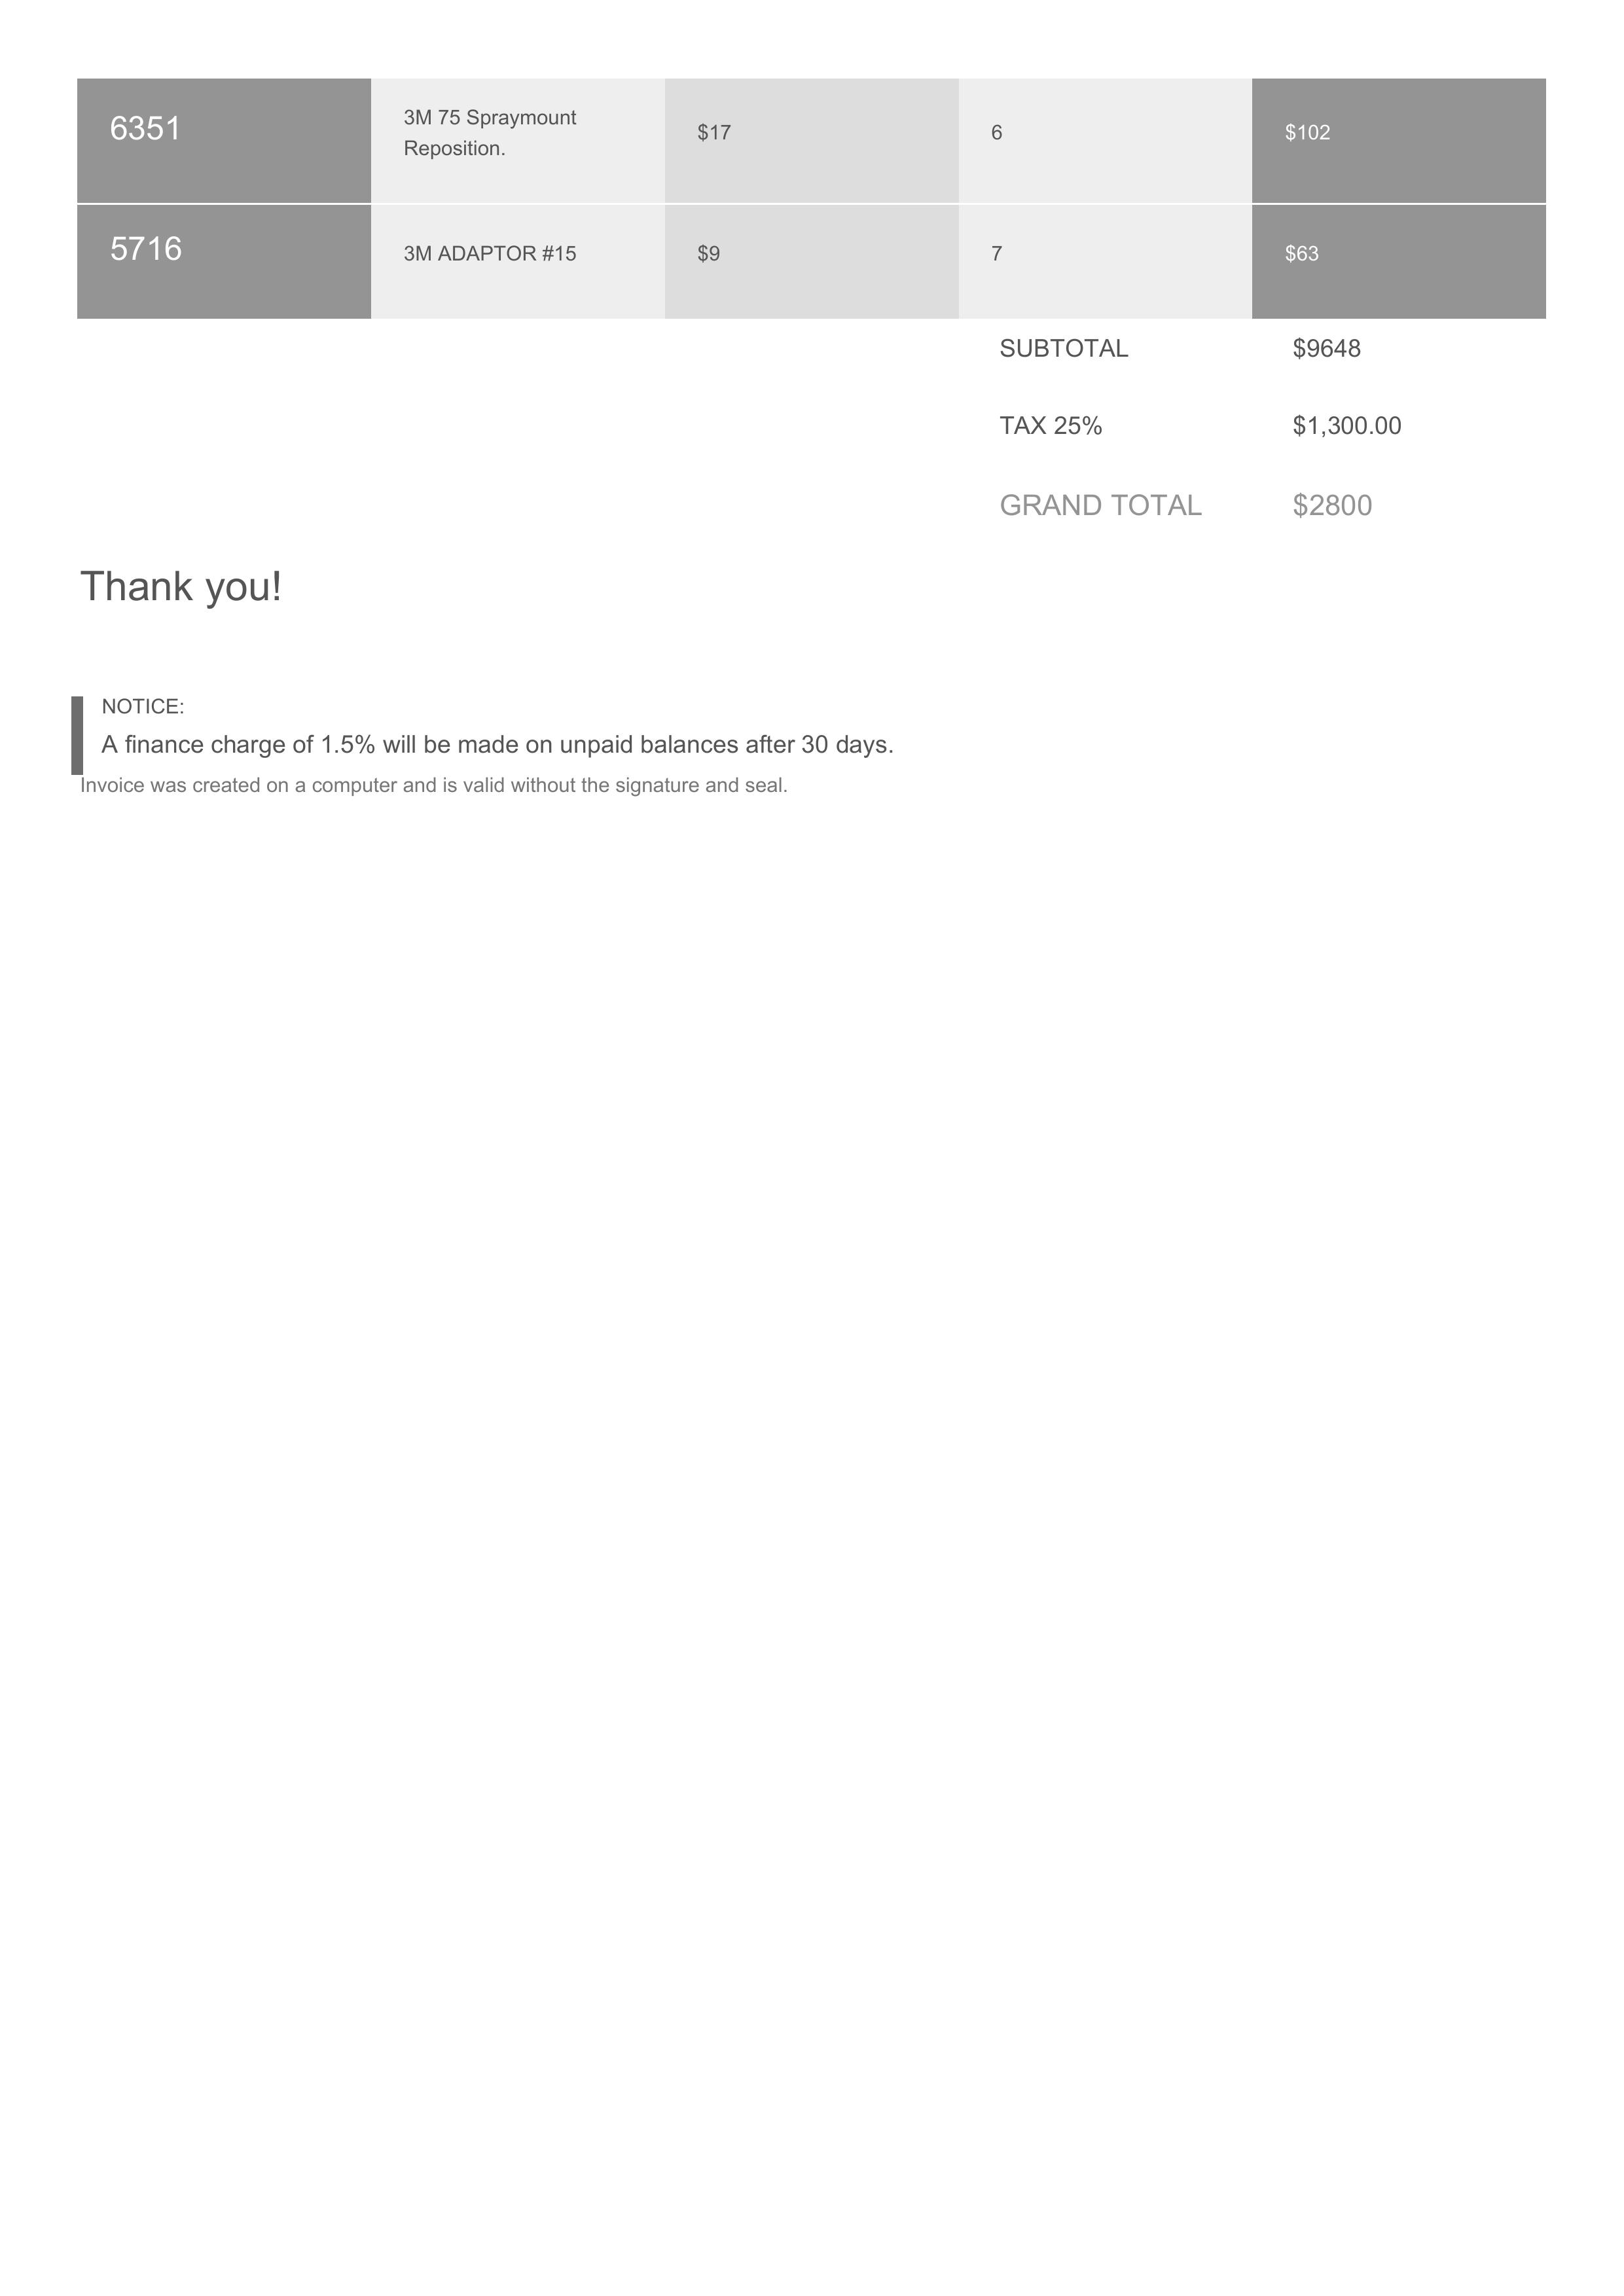 6351
3M 75 Spraymount
Reposition.
$17
6
$102
5716
3M ADAPTOR #15
$9
7
$63
SUBTOTAL $9648
TAX 25% $1,300.00
GRAND TOTAL $2800
Thank you!
NOTICE:
A finance charge of 1.5% will be made on unpaid balances after 30 days.
Invoice was created on a computer and is valid without the signature and seal.